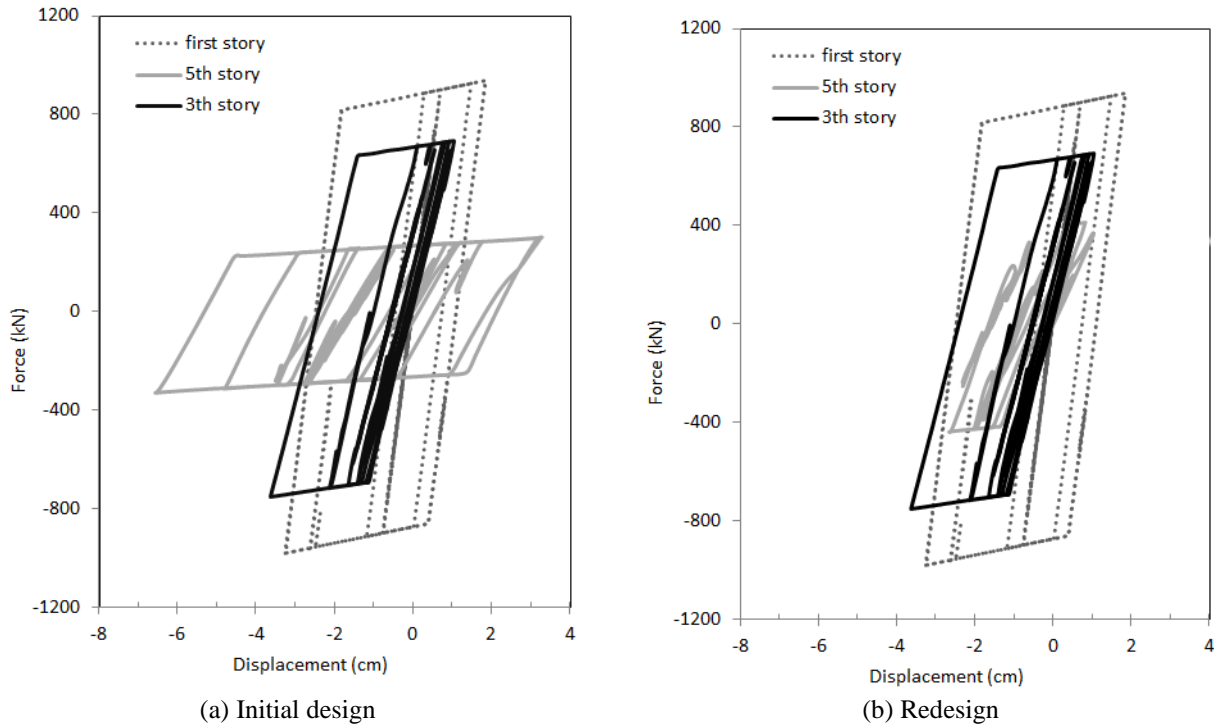 1200
800
400
0
-400
-800
-1200
Force (kN)
first story
5th story
3th story
-8 -6 -4 -2 0 2 4
Displacement (cm)
(a) Initial design
1200
800
400
0
-400
-800
-1200
Force (kN)
first story
5th story
3th story
-8 -6 -4 -2 0 2 4
Displacement (cm)
(b) Redesign